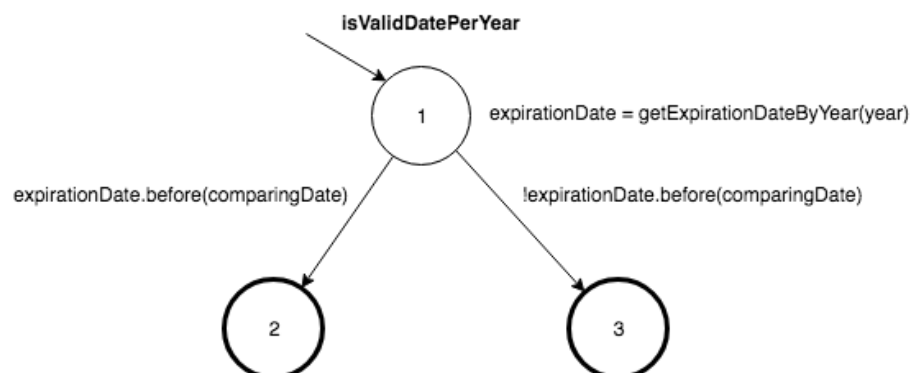 isValidDatePerYear
1
expirationDate = getExpirationDateByYear(year)
expirationDate.before(comparingDate)
!expirationDate.before(comparingDate)
2
3